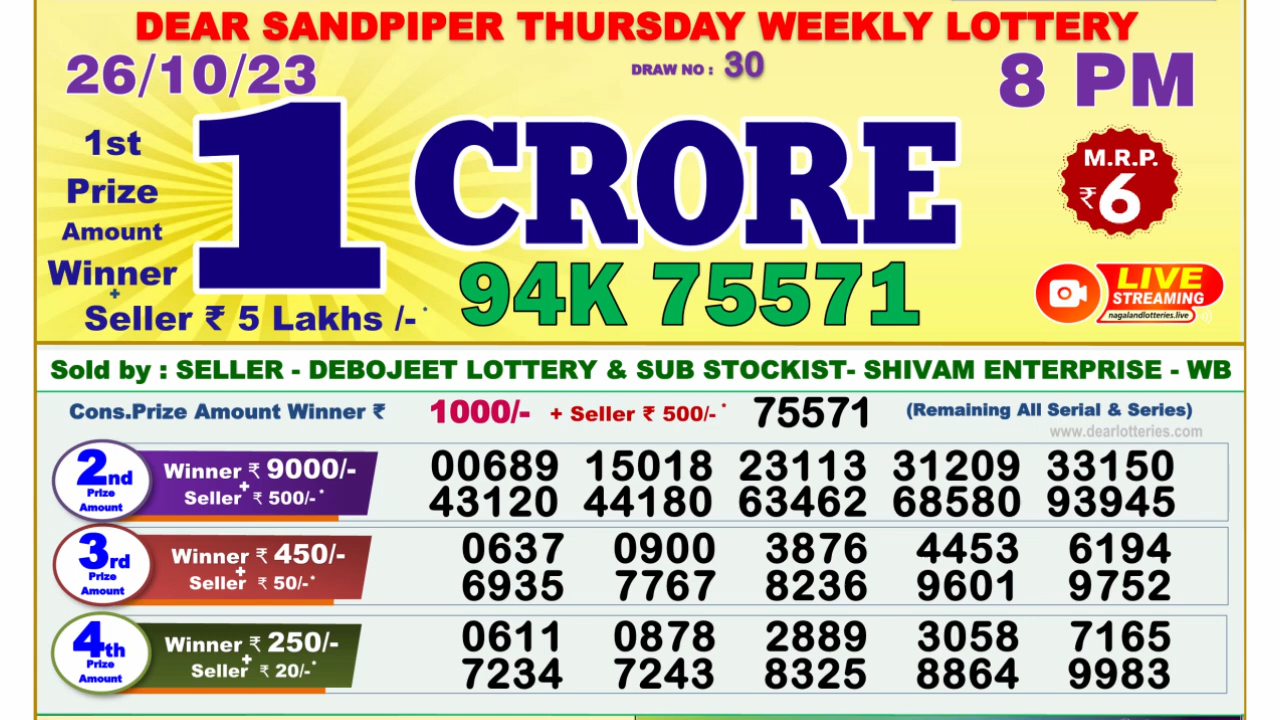 DEAR SANDPIPER THURSDAY WEEKLY LOTTERY
26/10/23
DRAW NO : 30
8 PM
1st
Prize
Amount
Winner
+
Seller ₹ 5 Lakhs /-*
1 CRORE
94K 75571
M.R.P.
₹6
LIVE
STREAMING
nagalandlotteries.live
Sold by : SELLER - DEBOJEET LOTTERY & SUB STOCKIST- SHIVAM ENTERPRISE - WB
Cons.Prize Amount Winner ₹ 1000/- + Seller ₹ 500/-* 75571 (Remaining All Serial & Series)
www.dearlotteries.com
2nd
Prize
Amount
Winner ₹ 9000/-
+
Seller ₹ 500/-*
00689 15018 23113 31209 33150
43120 44180 63462 68580 93945
3rd
Prize
Amount
Winner ₹ 450/-
+
Seller ₹ 50/-*
0637 0900 3876 4453 6194
6935 7767 8236 9601 9752
4th
Prize
Amount
Winner ₹ 250/-
+
Seller ₹ 20/-*
0611 0878 2889 3058 7165
7234 7243 8325 8864 9983